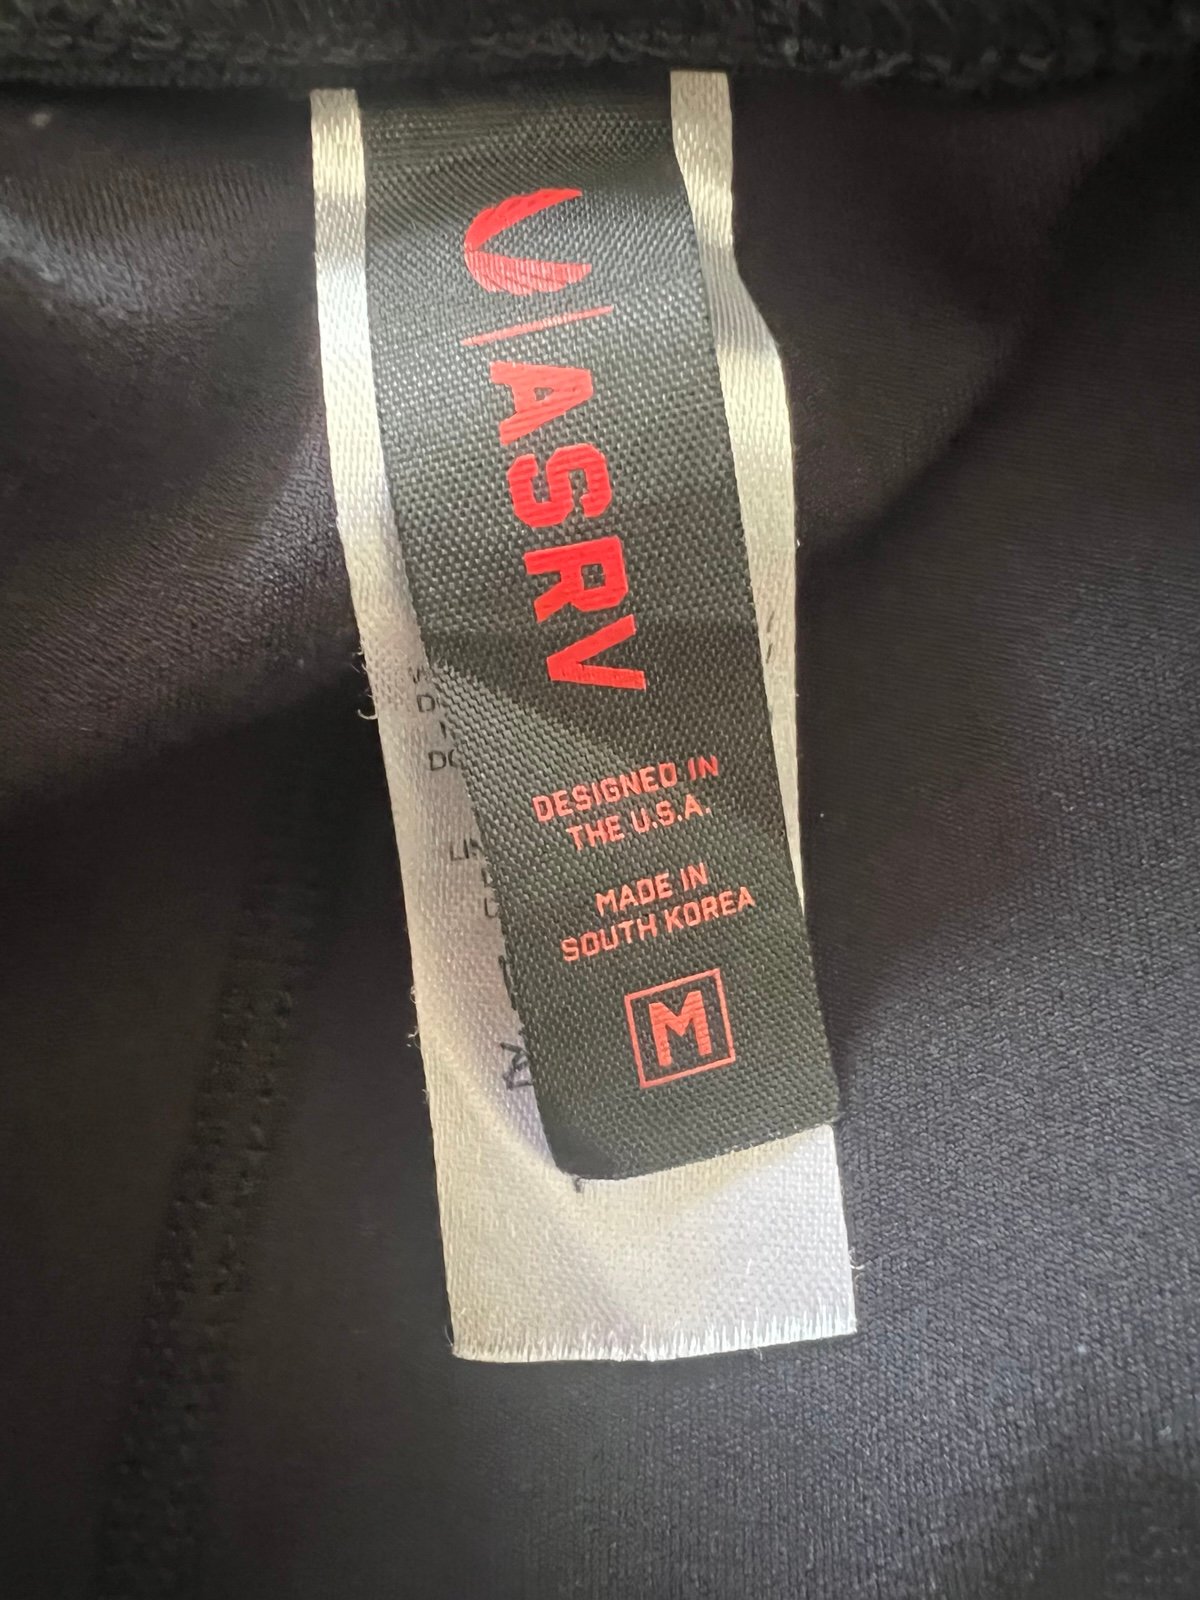 ASRV
DESIGNED IN
THE U.S.A.
MADE IN
SOUTH KOREA
M